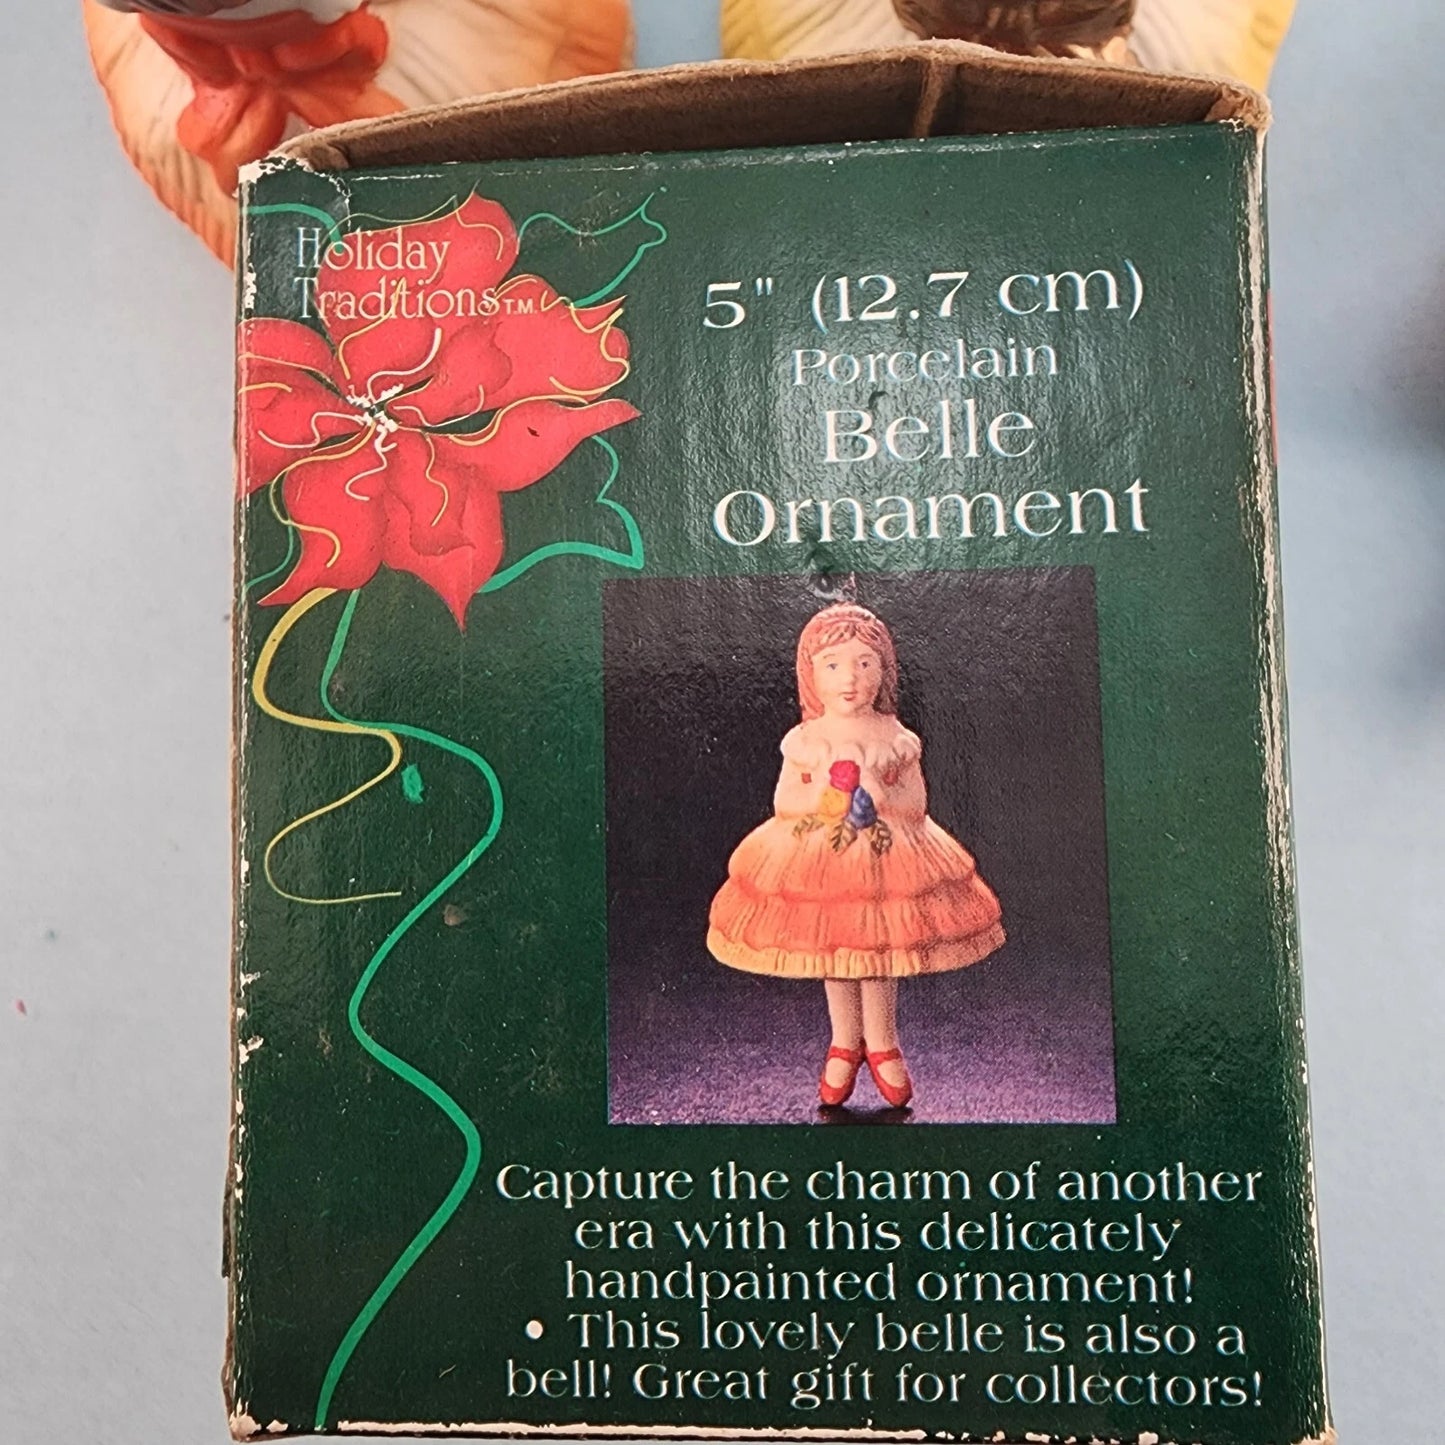 Holiday
Traditions T.M.
5" (12.7 cm)
Porcelain
Belle
Ornament
Capture the charm of another
era with this delicately
handpainted ornament!
• This lovely belle is also a
bell! Great gift for collectors!